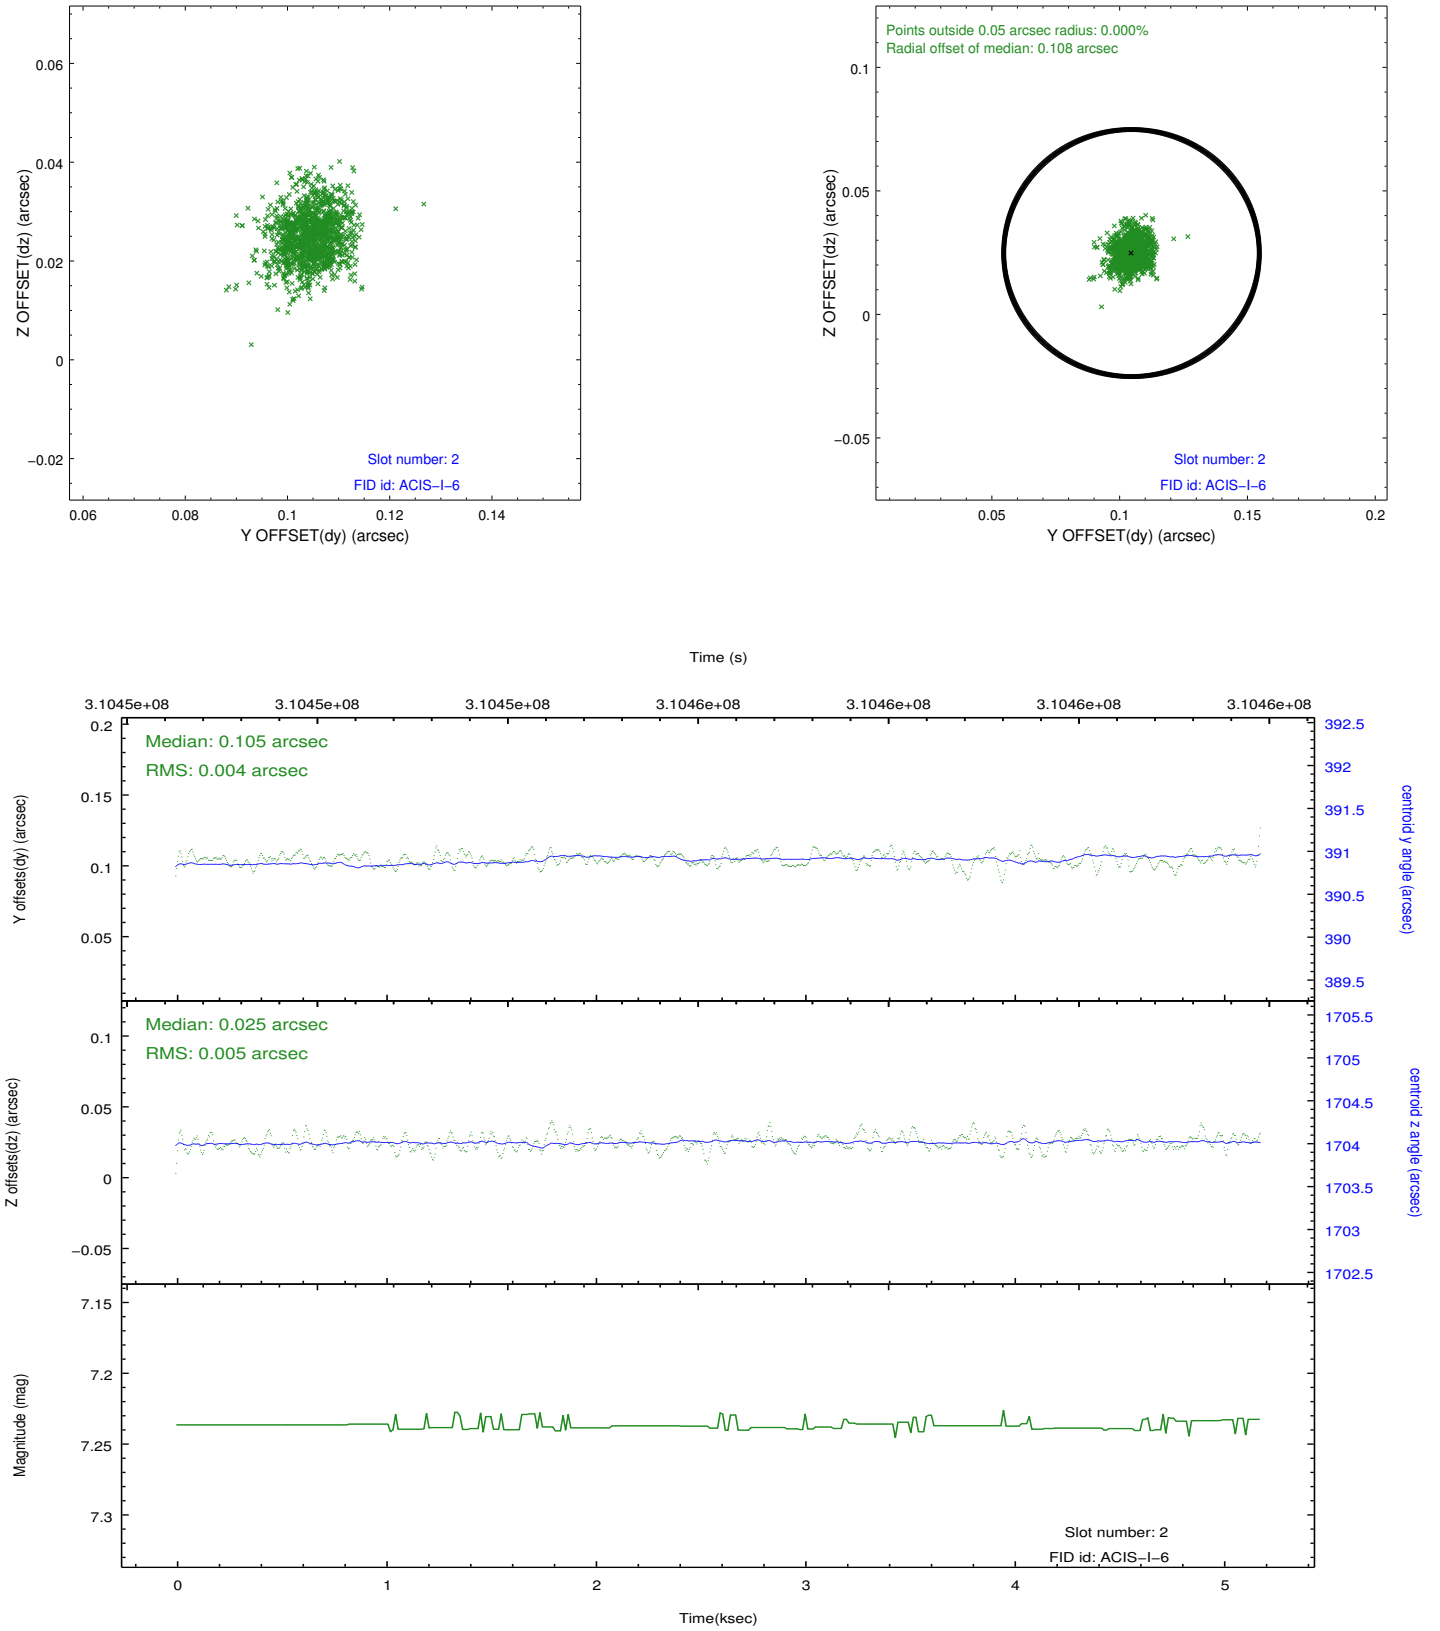 0.06
0.04
0.02
0
−0.02
Z OFFSET(dz) (arcsec)
Slot number: 2
FID id: ACIS−I−6
0.06 0.08 0.1 0.12 0.14
Y OFFSET(dy) (arcsec)
Points outside 0.05 arcsec radius: 0.000%
Radial offset of median: 0.108 arcsec
0.1
0.05
0
−0.05
Z OFFSET(dz) (arcsec)
Slot number: 2
FID id: ACIS−I−6
0.05 0.1 0.15 0.2
Y OFFSET(dy) (arcsec)
Time (s)
3.1045e+08 3.1045e+08 3.1045e+08 3.1046e+08 3.1046e+08 3.1046e+08 3.1046e+08
Median: 0.105 arcsec
RMS: 0.004 arcsec
0.2
0.15
0.1
0.05
Y offsets(dy) (arcsec)
392.5
392
391.5
391
390.5
390
389.5
centroid y angle (arcsec)
Median: 0.025 arcsec
RMS: 0.005 arcsec
0.1
0.05
0
−0.05
Z offsets(dz) (arcsec)
1705.5
1705
1704.5
1704
1703.5
1703
1702.5
centroid z angle (arcsec)
7.15
7.2
7.25
7.3
Magnitude (mag)
Slot number: 2
FID id: ACIS−I−6
0 1 2 3 4 5
Time(ksec)